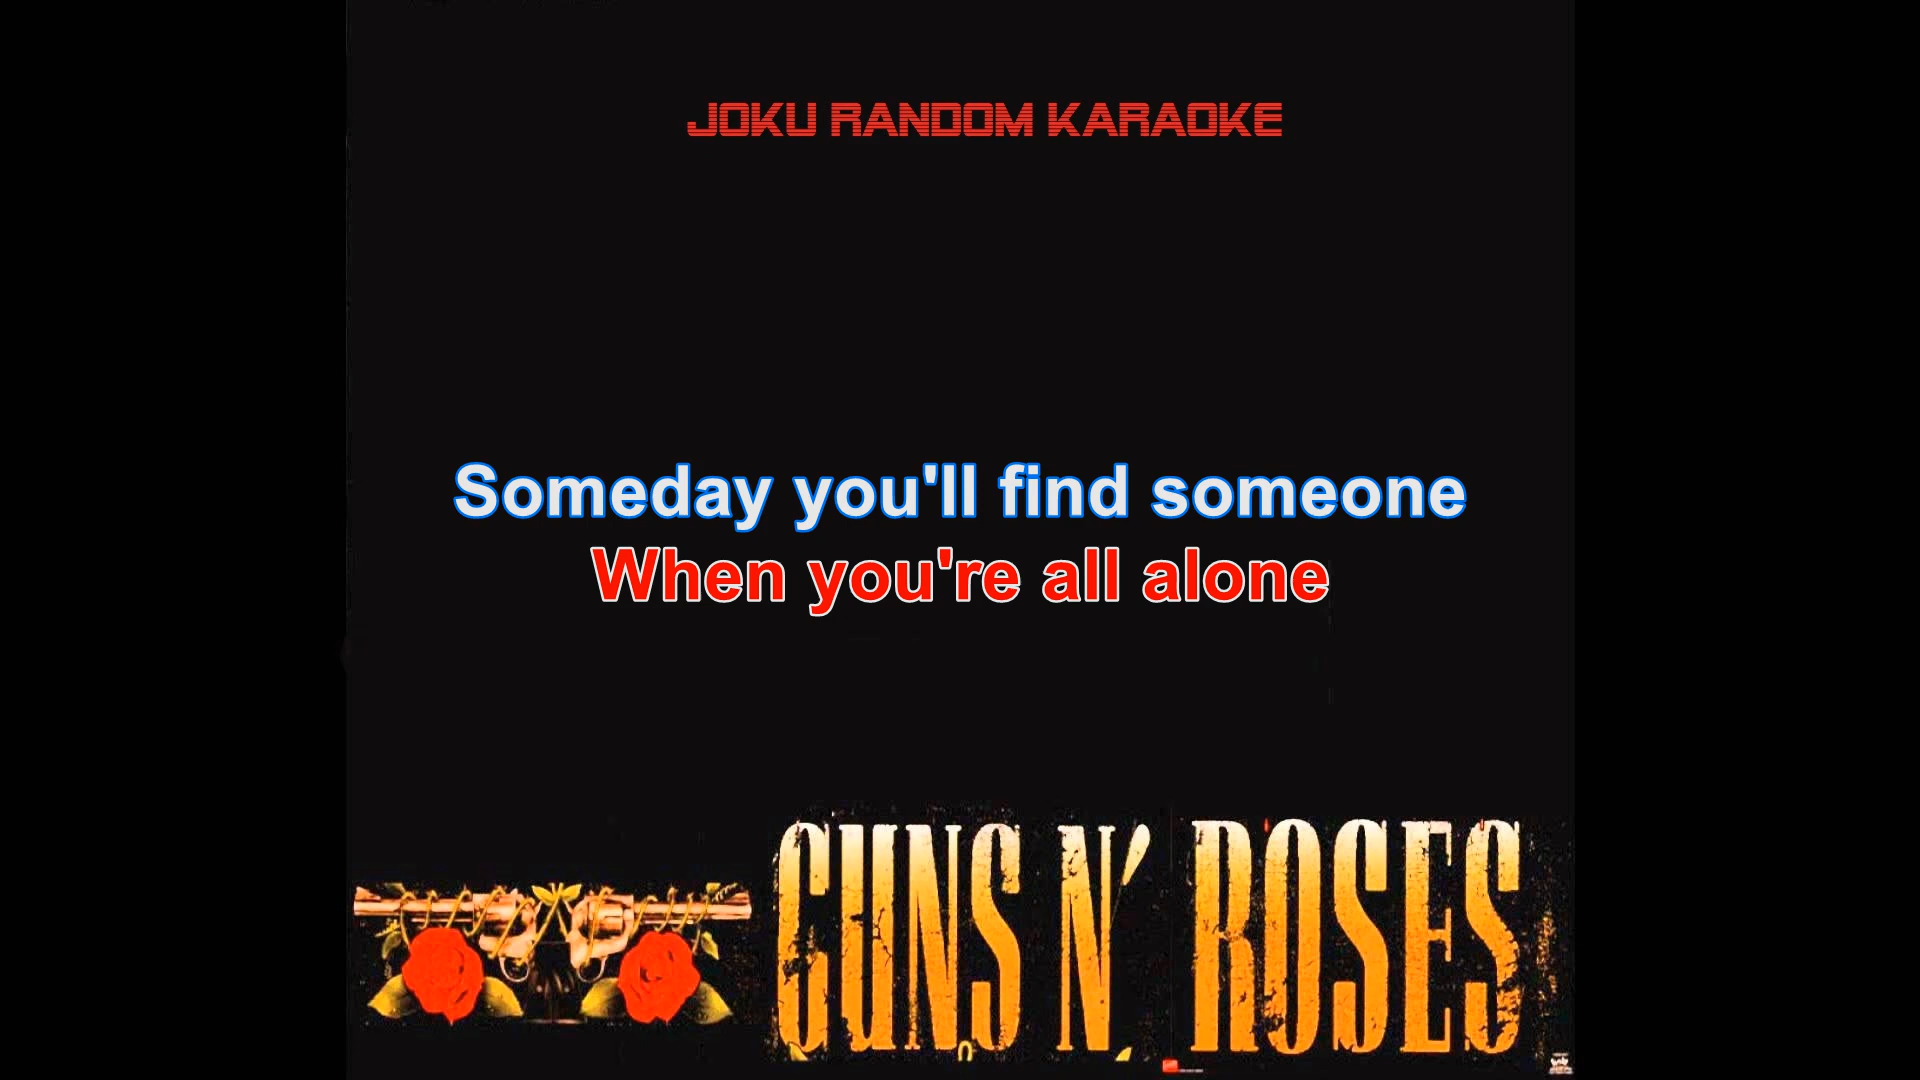 JOKU RANDOM KARAOKE
Someday you'll find someone
When you're all alone
GUNS N' ROSES